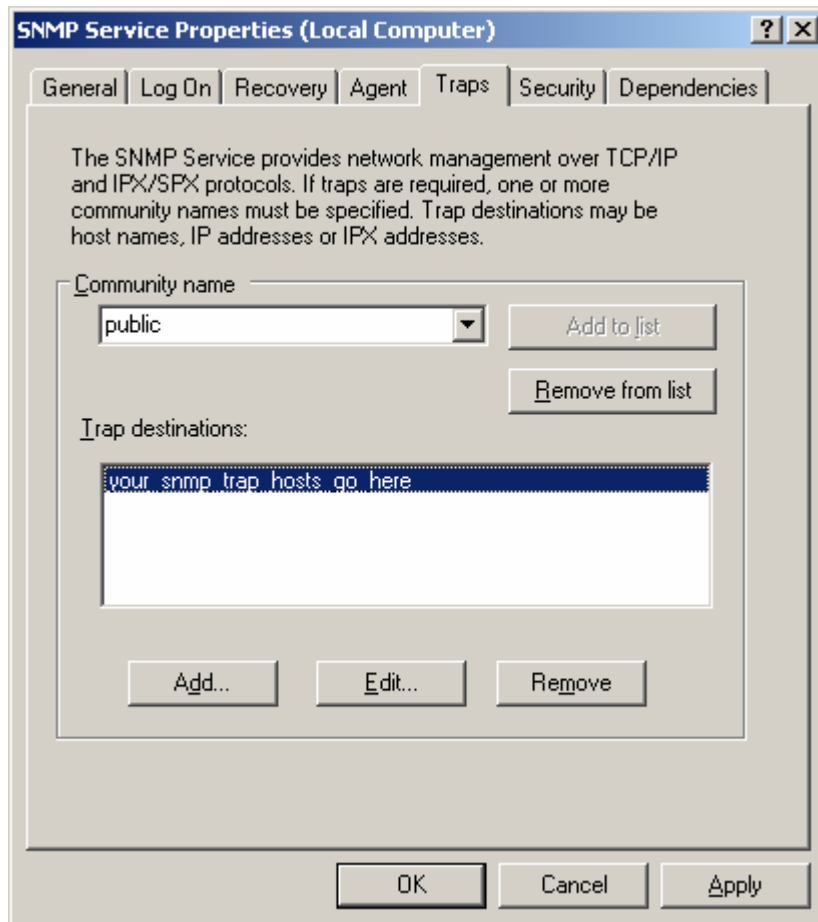 SNMP Service Properties (Local Computer)
General Log On Recovery Agent Traps Security Dependencies
The SNMP Service provides network management over TCP/IP
and IPX/SPX protocols. If traps are required, one or more
community names must be specified. Trap destinations may be
host names, IP addresses or IPX addresses.
Community name
public
Add to list
Remove from list
Trap destinations:
your_snmp_trap_hosts_go_here
Add... Edit... Remove
OK Cancel Apply